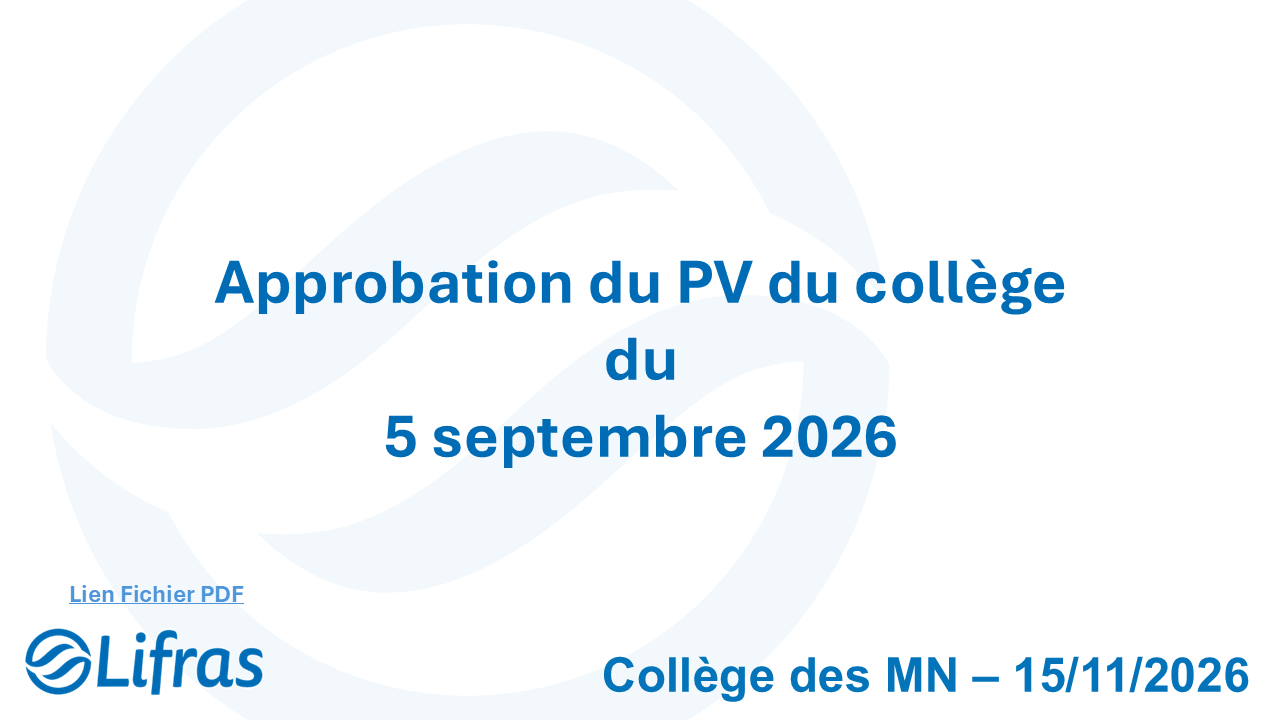 Approbation du PV du collège
du
5 septembre 2026
Lien Fichier PDF
Lifras
Collège des MN – 15/11/2026